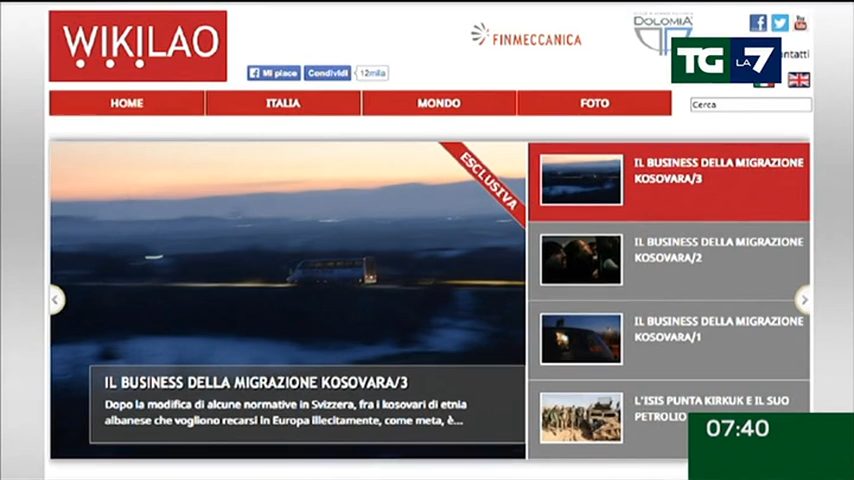 WIKILAO
FINMECCANICA
DOLOMIA
TG LA 7
Mi piace
Condividi
12mila
HOME
ITALIA
MONDO
FOTO
Cerca
ESCLUSIVA
IL BUSINESS DELLA MIGRAZIONE KOSOVARA/3
Dopo la modifica di alcune normative in Svizzera, fra i kosovari di etnia
albanese che vogliono recarsi in Europa illecitamente, come meta, è...
IL BUSINESS DELLA MIGRAZIONE
KOSOVARA/3
IL BUSINESS DELLA MIGRAZIONE
KOSOVARA/2
IL BUSINESS DELLA MIGRAZIONE
KOSOVARA/1
L'ISIS PUNTA KIRKUK E IL SUO
PETROLIO
07:40